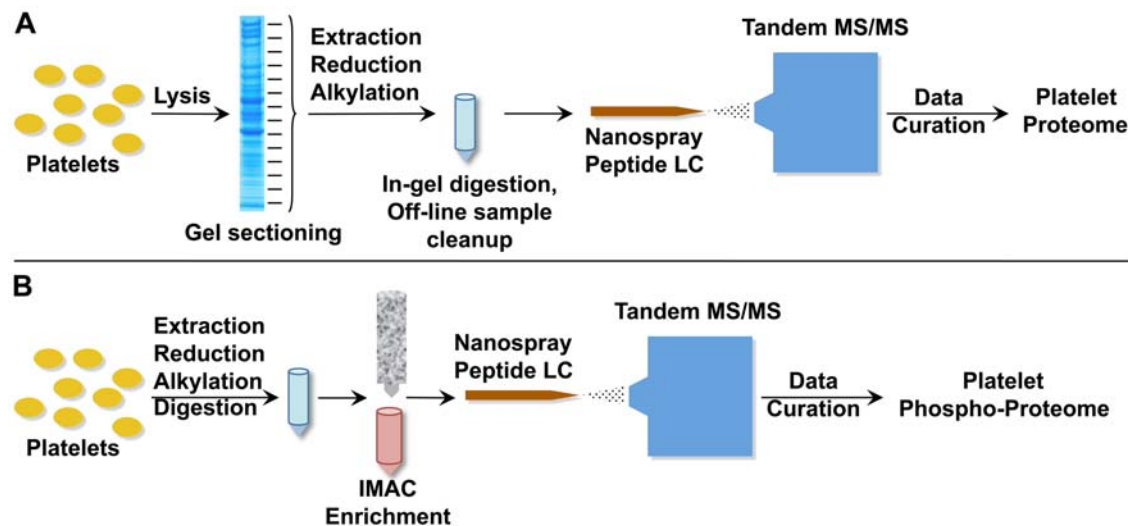 A
Platelets
Lysis
Gel sectioning
Extraction
Reduction
Alkylation
In-gel digestion,
Off-line sample
cleanup
Nanospray
Peptide LC
Tandem MS/MS
Data
Curation
Platelet
Proteome
B
Platelets
Extraction
Reduction
Alkylation
Digestion
IMAC
Enrichment
Nanospray
Peptide LC
Tandem MS/MS
Data
Curation
Platelet
Phospho-Proteome